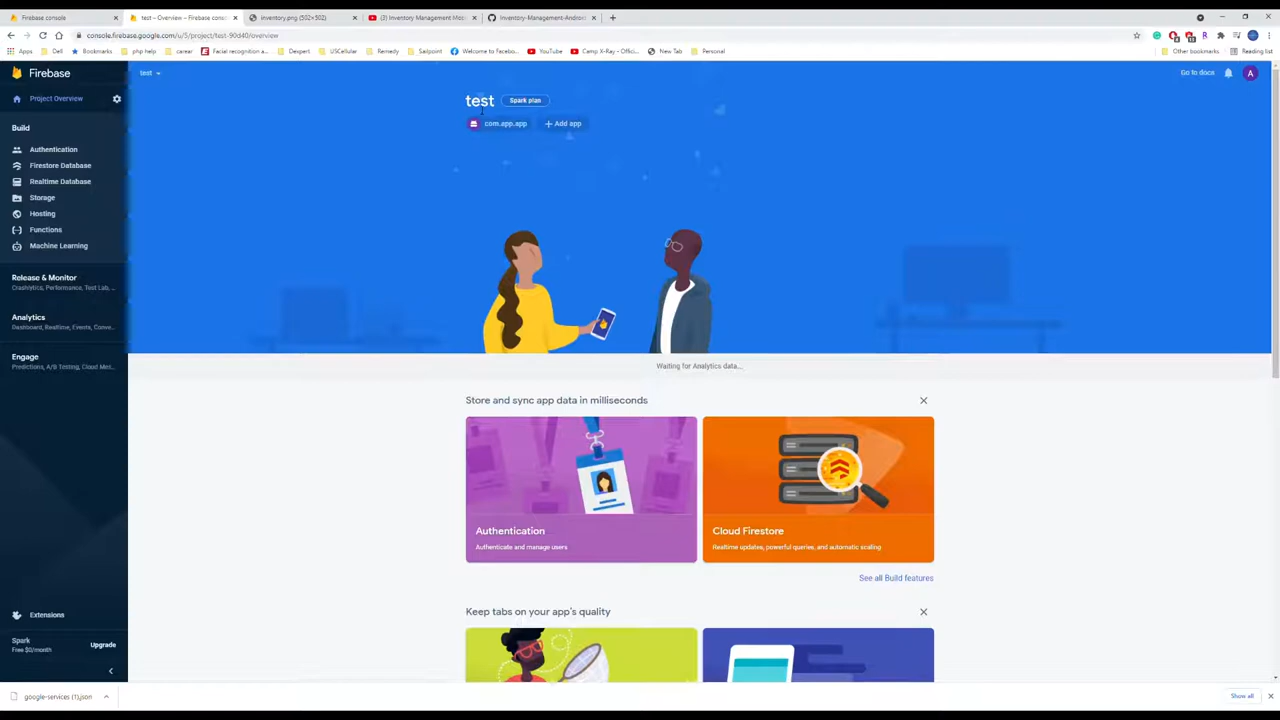 Firebase console
test – Overview – Firebase cons
inventory.png (502×502)
(3) Inventory Management Mob
Inventory-Management-Android
console.firebase.google.com/u/5/project/test-90d40/overview
Apps
Dell
Bookmarks
php help
career
Facial recognition a...
Dexpert
USCellular
Remedy
Sailpoint
Welcome to Facebo...
YouTube
Camp X-Ray – Offici...
New Tab
Personal
Other bookmarks
Reading list
Firebase
test
Go to docs
A
Project Overview
test
Spark plan
com.app.app
+ Add app
Build
Authentication
Firestore Database
Realtime Database
Storage
Hosting
Functions
Machine Learning
Release & Monitor
Crashlytics, Performance, Test Lab, ...
Analytics
Dashboard, Realtime, Events, Conve...
Engage
Predictions, A/B Testing, Cloud Mes...
Waiting for Analytics data...
Store and sync app data in milliseconds
Authentication
Authenticate and manage users
Cloud Firestore
Realtime updates, powerful queries, and automatic scaling
See all Build features
Keep tabs on your app's quality
Extensions
Spark
Free $0/month
Upgrade
google-services (1).json
Show all